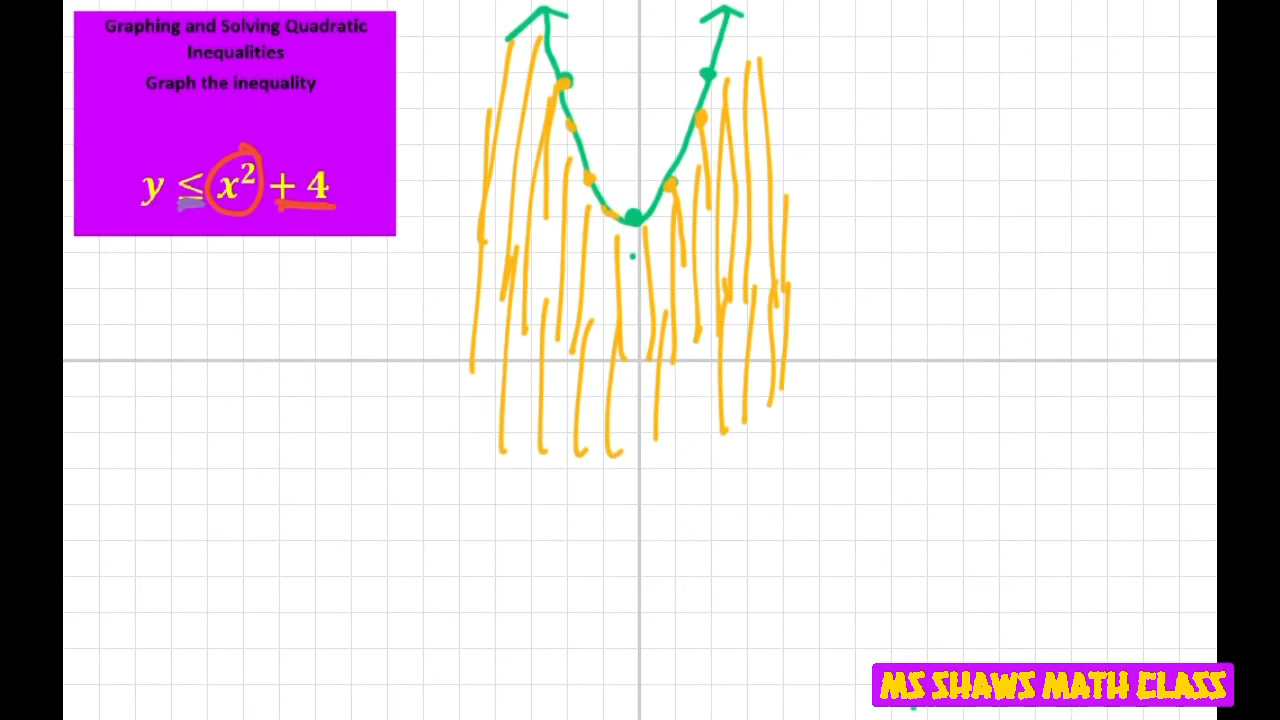 Graphing and Solving Quadratic
Inequalities
Graph the inequality
y ≤ x² + 4
MS SHAWS MATH CLASS